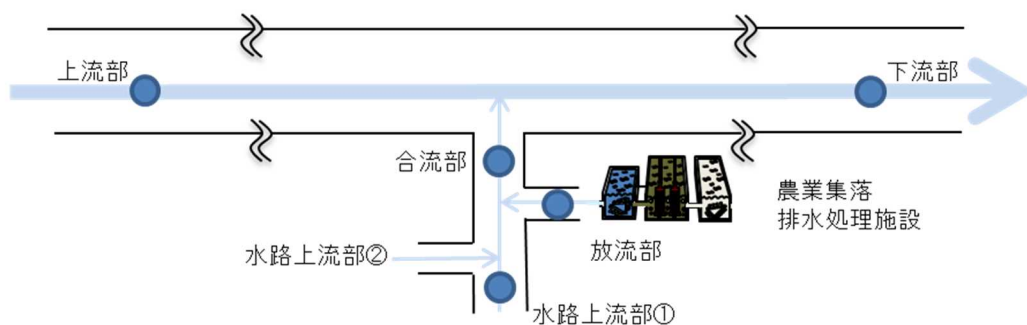 上流部
下流部
合流部
農業集落
排水処理施設
水路上流部②
放流部
水路上流部①